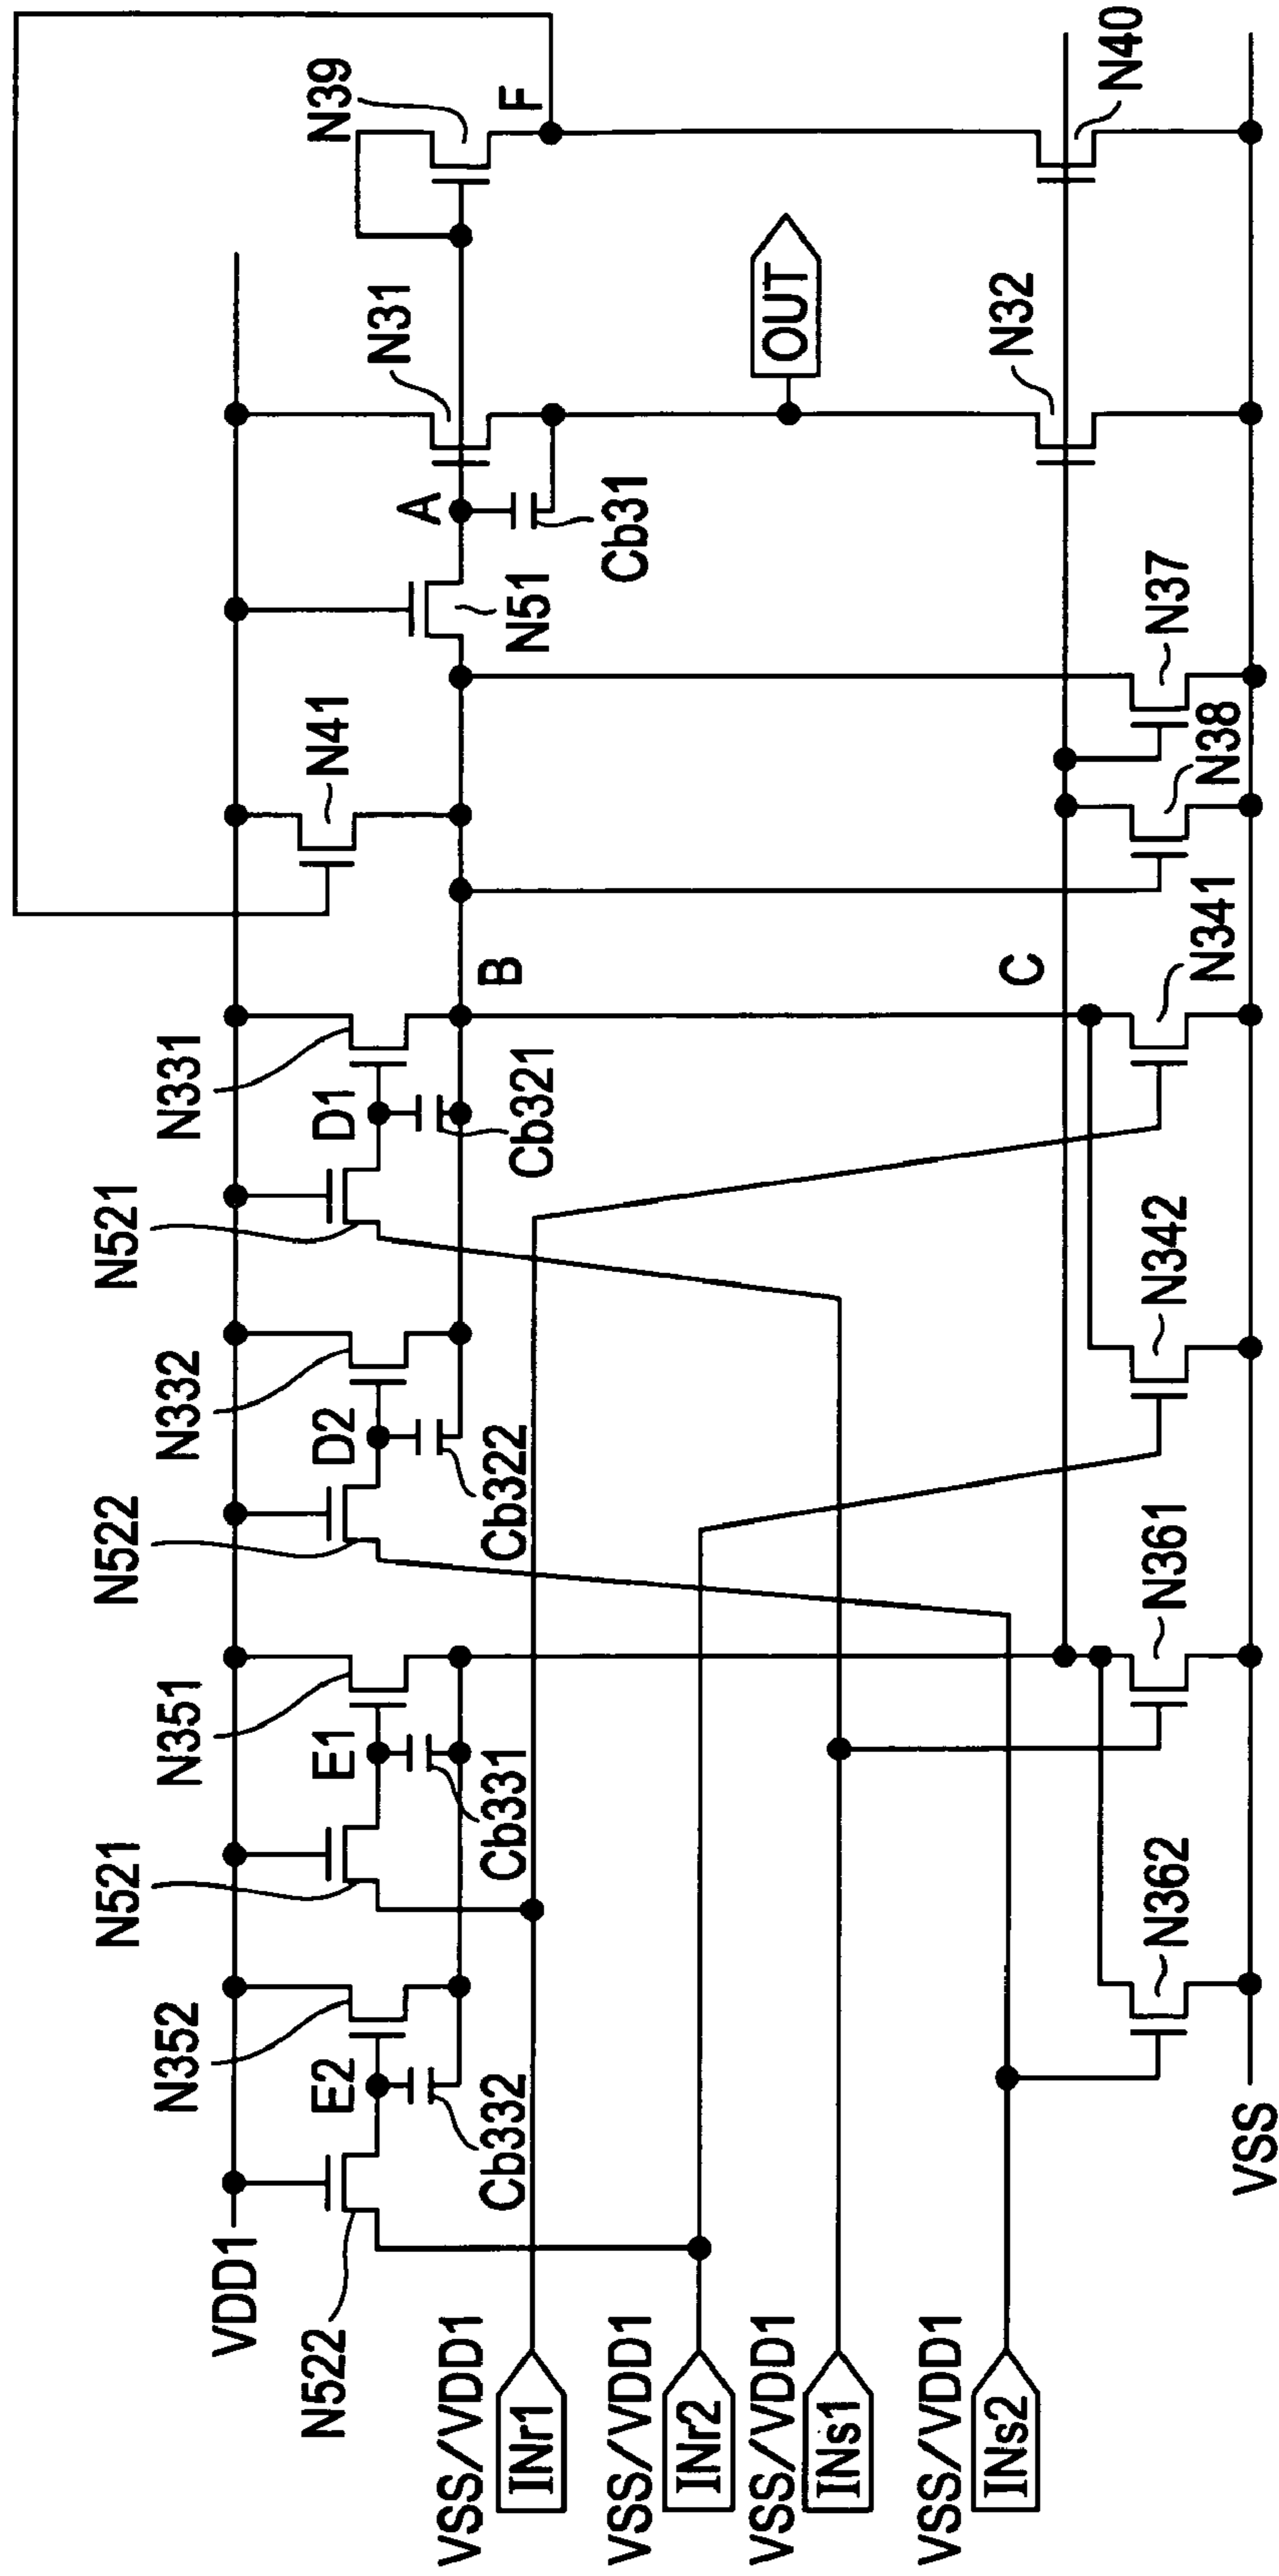 VDD1
N522
N352
E2
Cb332
N521
N351
E1
Cb331
N522
N332
D2
Cb322
N521
N331
D1
Cb321
N41
N51
A
Cb31
N31
N39
F
B
OUT
C
N32
N40
VSS/VDD1
INr1
VSS/VDD1
INr2
VSS/VDD1
INs1
VSS/VDD1
INs2
N362
N361
N342
N341
N38
N37
VSS